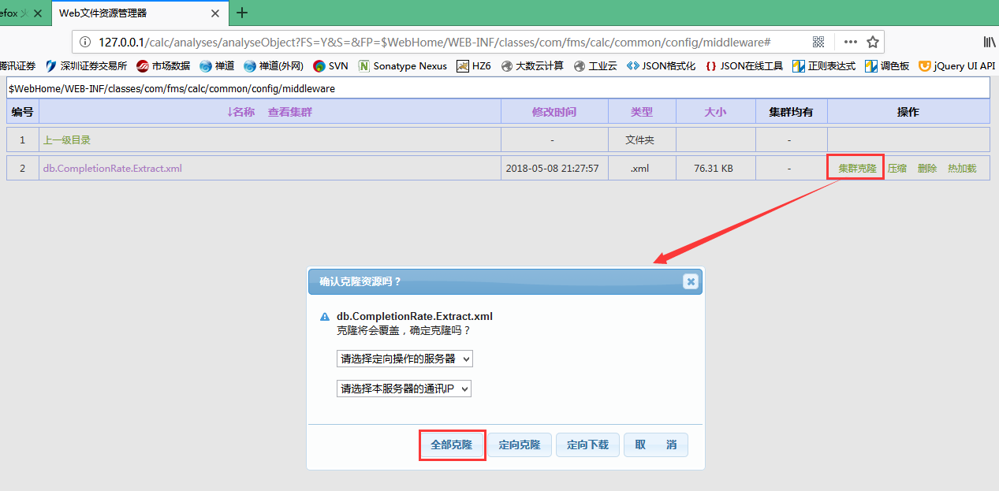 efox 火
Web文件资源管理器
127.0.0.1/calc/analyses/analyseObject?FS=Y&S=&FP=$WebHome/WEB-INF/classes/com/fms/calc/common/config/middleware#
腾讯证券 深圳证券交易所 市场数据 禅道 禅道(外网) SVN Sonatype Nexus HZ6 大数云计算 工业云 JSON格式化 JSON在线工具 正则表达式 调色板 jQuery UI API
$WebHome/WEB-INF/classes/com/fms/calc/common/config/middleware
编号 ↓名称 查看集群 修改时间 类型 大小 集群均有 操作
1 上一级目录 - 文件夹 -
2 db.CompletionRate.Extract.xml 2018-05-08 21:27:57 .xml 76.31 KB - 集群克隆 压缩 删除 热加载
确认克隆资源吗？
db.CompletionRate.Extract.xml
克隆将会覆盖，确定克隆吗？
请选择定向操作的服务器
请选择本服务器的通讯IP
全部克隆 定向克隆 定向下载 取 消